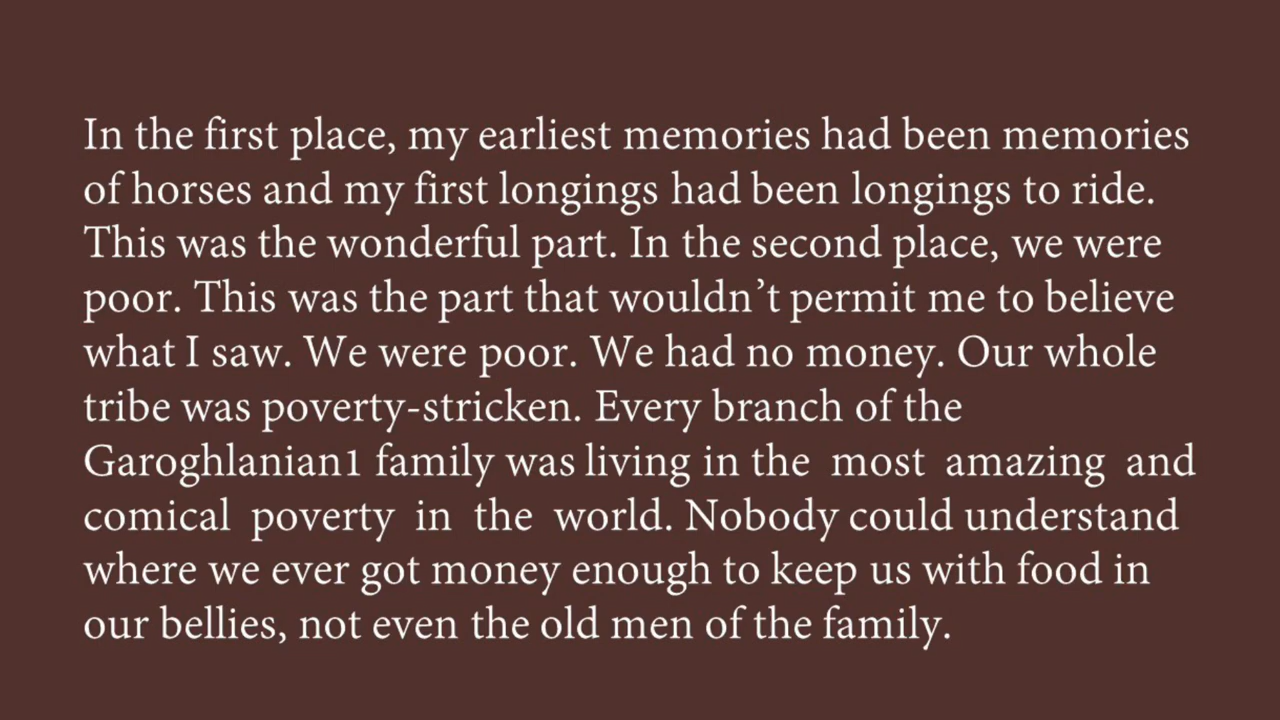 In the first place, my earliest memories had been memories
of horses and my first longings had been longings to ride.
This was the wonderful part. In the second place, we were
poor. This was the part that wouldn’t permit me to believe
what I saw. We were poor. We had no money. Our whole
tribe was poverty-stricken. Every branch of the
Garoghlanian1 family was living in the most amazing and
comical poverty in the world. Nobody could understand
where we ever got money enough to keep us with food in
our bellies, not even the old men of the family.